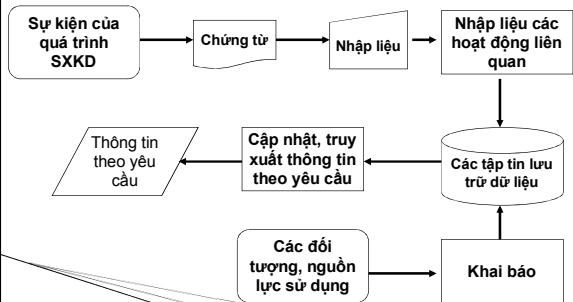 Sự kiện của
quá trình
SXKD
Chứng từ
Nhập liệu
Nhập liệu các
hoạt động liên
quan
Thông tin
theo yêu
cầu
Cập nhật, truy
xuất thông tin
theo yêu cầu
Các tập tin lưu
trữ dữ liệu
Các đối
tượng, nguồn
lực sử dụng
Khai báo